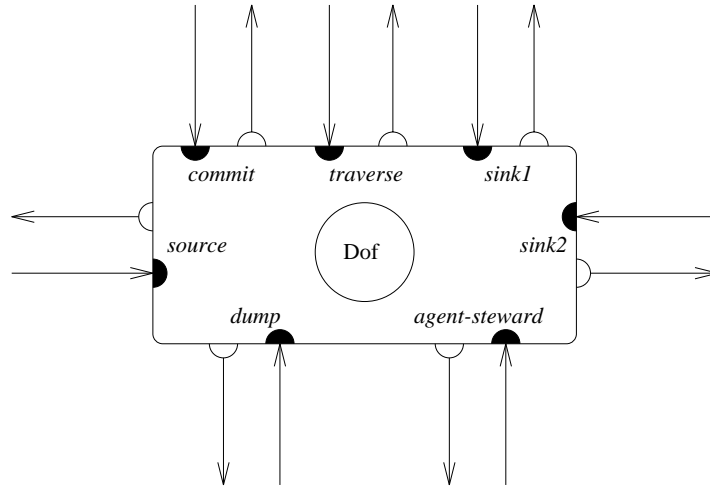 commit traverse sink1
source Dof sink2
dump agent-steward